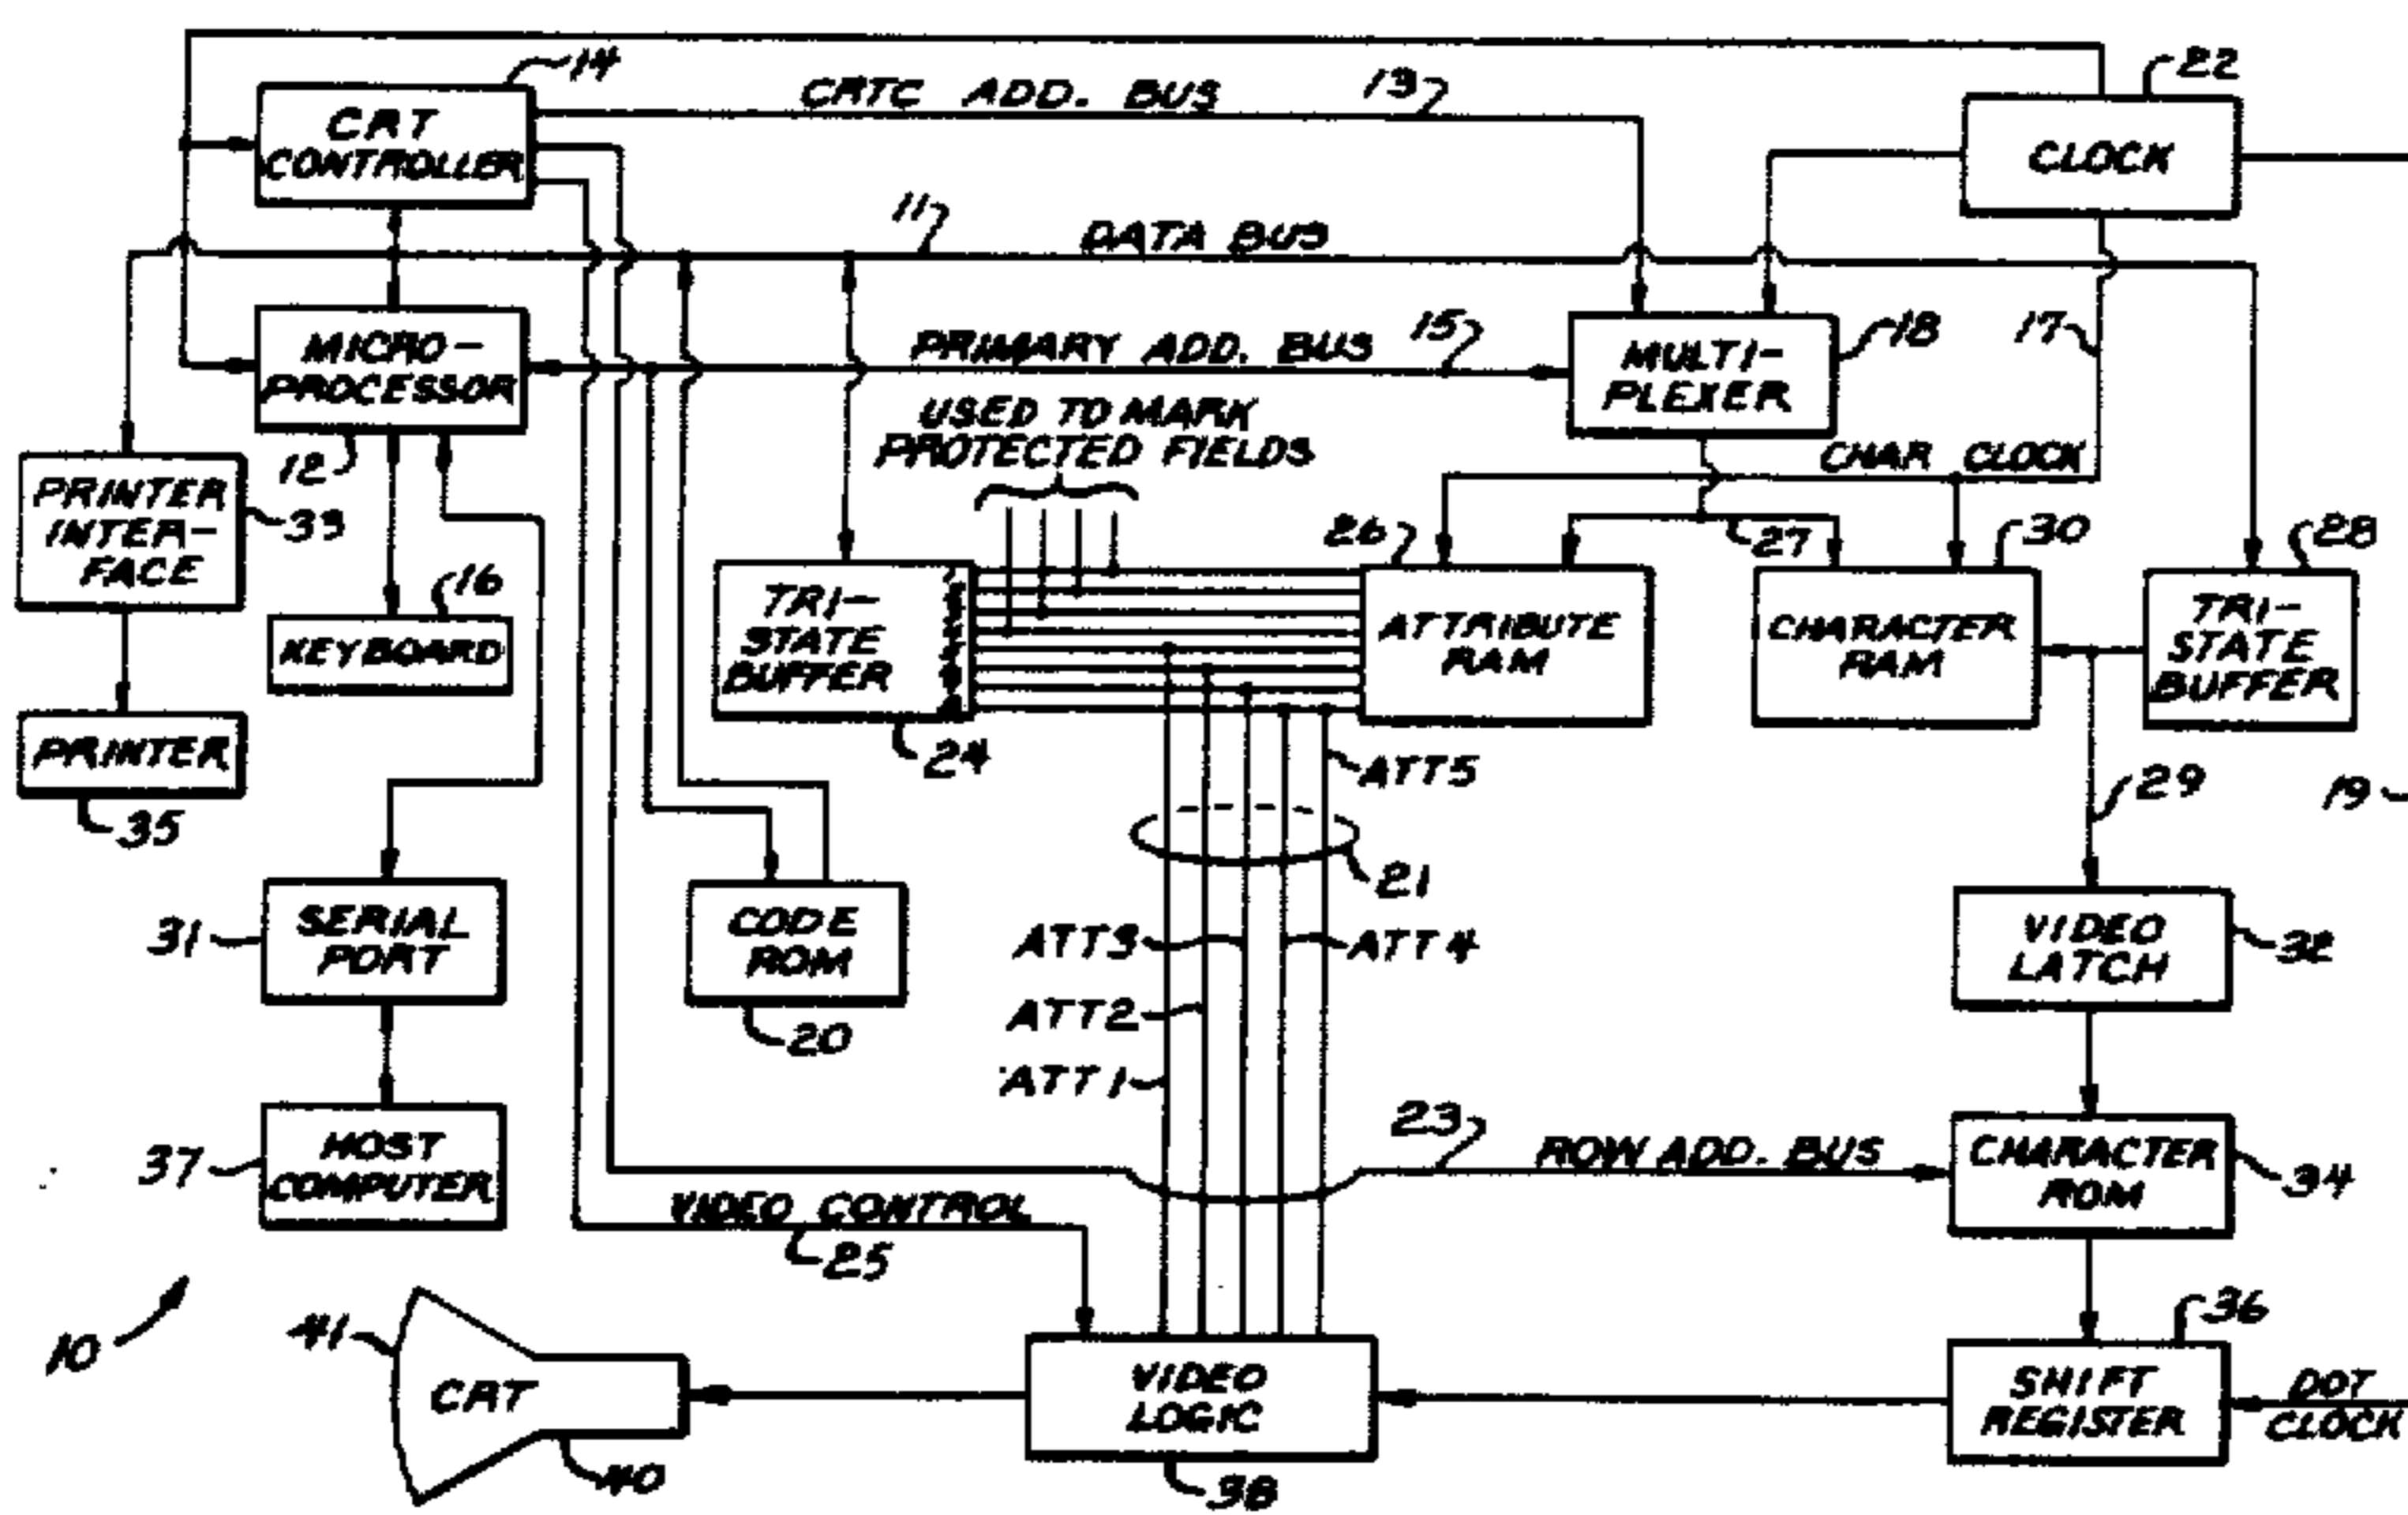 14
CRTC ADD. BUS
13
22
CRT
CONTROLLER
CLOCK
11
DATA BUS
MICRO-
PROCESSOR
12
PRIMARY ADD. BUS
15
MULTI-
PLEXER
18
17
USED TO MARK
PROTECTED FIELDS
CHAR CLOCK
PRINTER
INTER-
FACE
33
16
KEYBOARD
26
27
30
28
TRI-
STATE
BUFFER
24
ATTRIBUTE
RAM
CHARACTER
RAM
TRI-
STATE
BUFFER
PRINTER
35
ATT5
29
19
21
31
SERIAL
PORT
CODE
ROM
20
ATT3
ATT4
ATT2
ATT1
VIDEO
LATCH
32
37
HOST
COMPUTER
23
ROW ADD. BUS
CHARACTER
ROM
34
VIDEO CONTROL
25
10
41
CRT
40
VIDEO
LOGIC
38
36
SHIFT
REGISTER
DOT
CLOCK